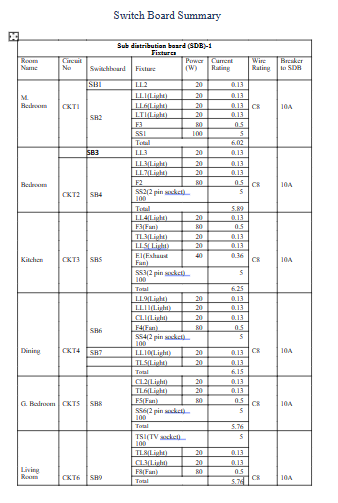 Switch Board Summary
Sub distribution board (SDB)-1
Fixtures
Room Name Circuit No Switchboard Fixture Power (W) Current Rating Wire Rating Breaker to SDB
SB1 LL2 20 0.13
M. Bedroom CKT1 SB2 LL1(Light) 20 0.13 C8 10A
LL6(Light) 20 0.13
LT1(Light) 20 0.13
F3 80 0.5
SS1 100 5
Total 6.02
SB3 LL3 20 0.13
Bedroom CKT2 SB4 LL3(Light) 20 0.13 C8 10A
LL7(Light) 20 0.13
F2 80 0.5
SS2(2 pin socket) 5
100
Total 5.89
Kitchen CKT3 SB5 LL4(Light) 20 0.13 C8 10A
F3(Fan) 80 0.5
TL3(Light) 20 0.13
LL5( Light) 20 0.13
E1(Exhaust Fan) 40 0.36
SS3(2 pin socket) 5
100
Total 6.25
Dining CKT4 SB6 LL9(Light) 20 0.13 C8 10A
LL11(Light) 20 0.13
CL1(Light) 20 0.13
F4(Fan) 80 0.5
SS4(2 pin socket) 5
100
SB7 LL10(Light) 20 0.13
TL5(Light) 20 0.13
Total 6.15
G. Bedroom CKT5 SB8 CL2(Light) 20 0.13 C8 10A
TL6(Light) 20 0.13
F5(Fan) 80 0.5
SS6(2 pin socket) 5
100
Total 5.76
Living Room CKT6 SB9 TS1(TV socket) 5 C8 10A
100
TL8(Light) 20 0.13
CL3(Light) 20 0.13
F8(Fan) 80 0.5
Total 5.76